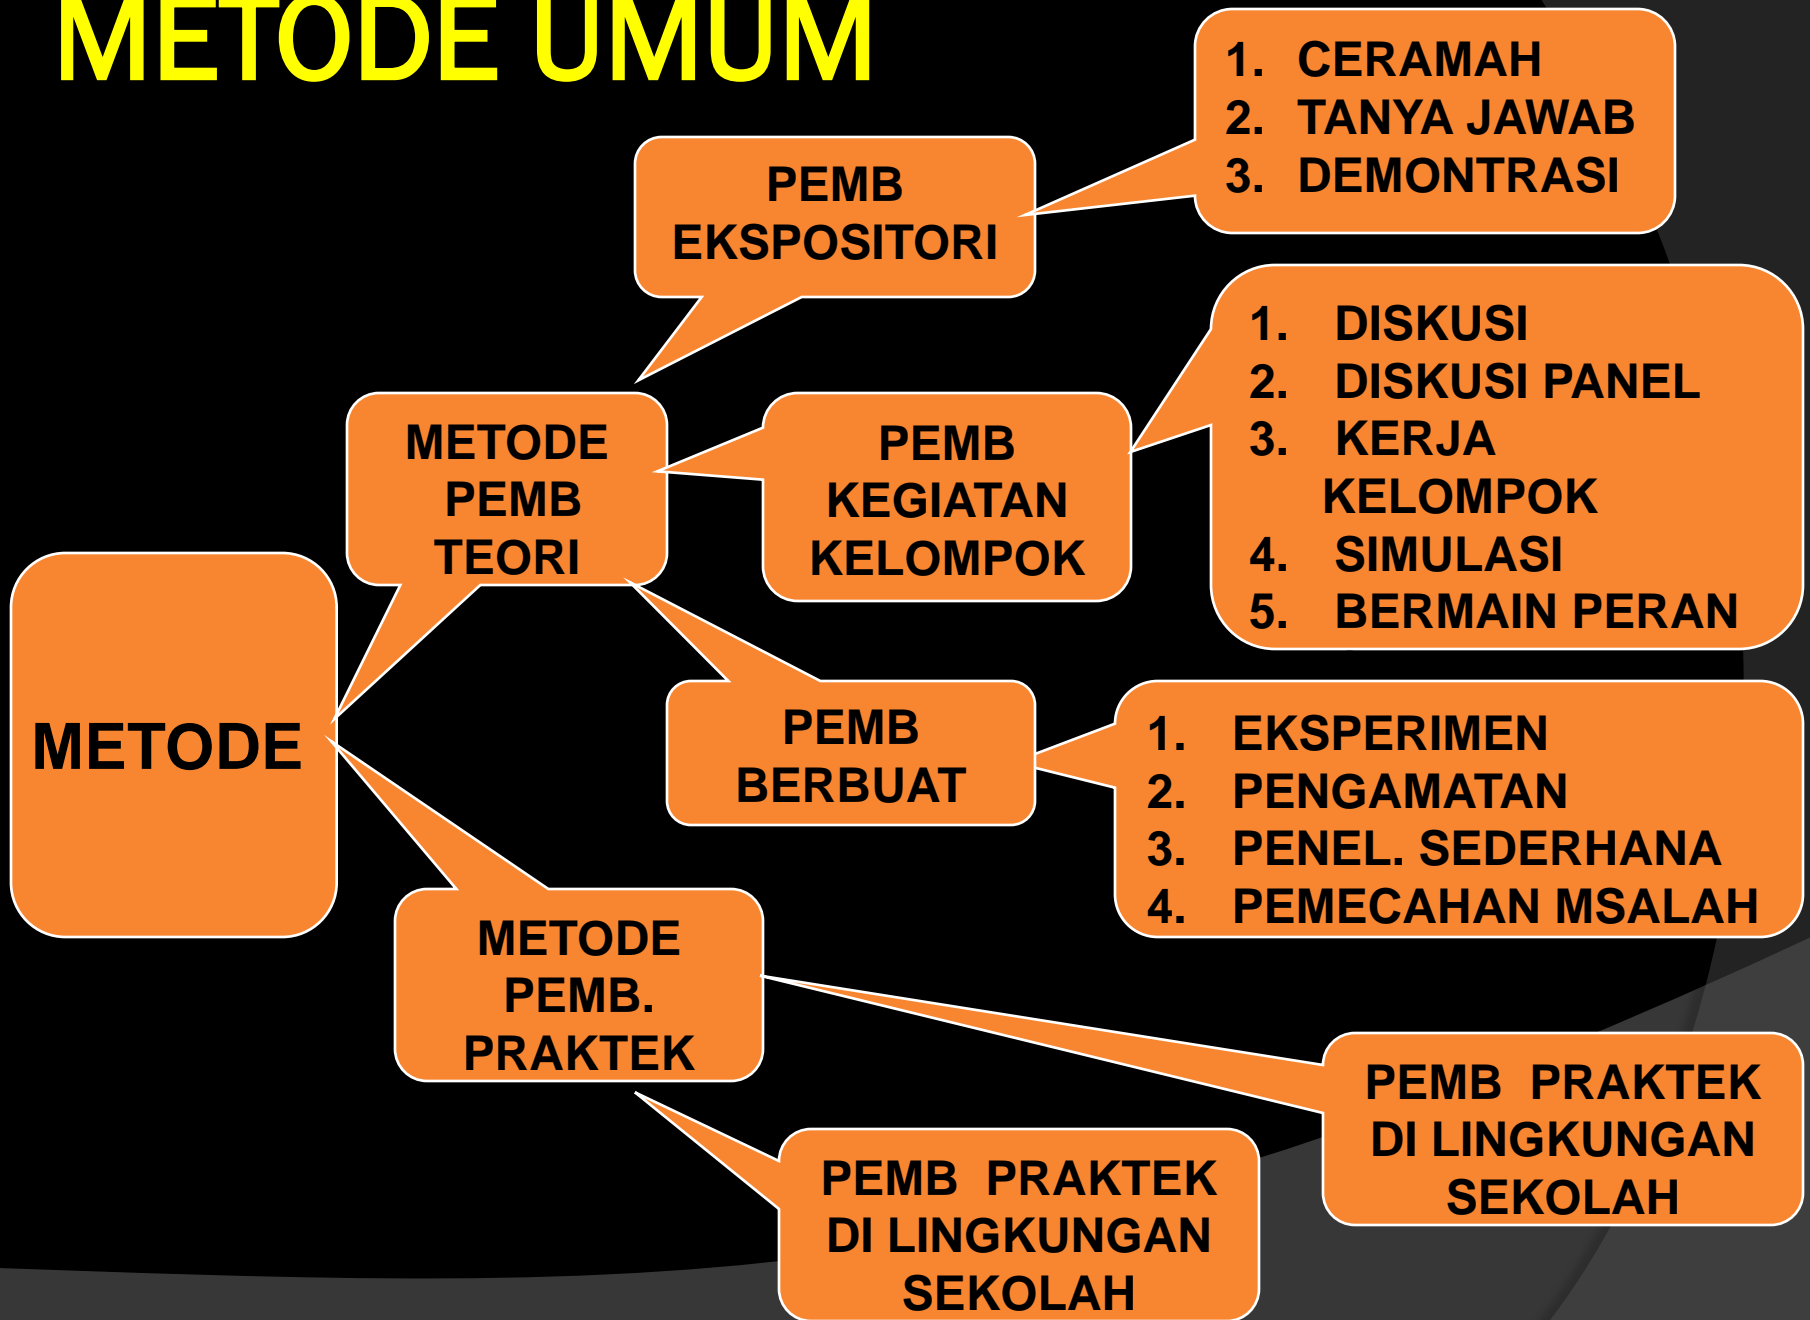 METODE UMUM
1. CERAMAH
2. TANYA JAWAB
3. DEMONTRASI
PEMB
EKSPOSITORI
1. DISKUSI
2. DISKUSI PANEL
3. KERJA
KELOMPOK
4. SIMULASI
5. BERMAIN PERAN
METODE
PEMB
TEORI
PEMB
KEGIATAN
KELOMPOK
METODE
PEMB
BERBUAT
1. EKSPERIMEN
2. PENGAMATAN
3. PENEL. SEDERHANA
4. PEMECAHAN MSALAH
METODE
PEMB.
PRAKTEK
PEMB PRAKTEK
DI LINGKUNGAN
SEKOLAH
PEMB PRAKTEK
DI LINGKUNGAN
SEKOLAH